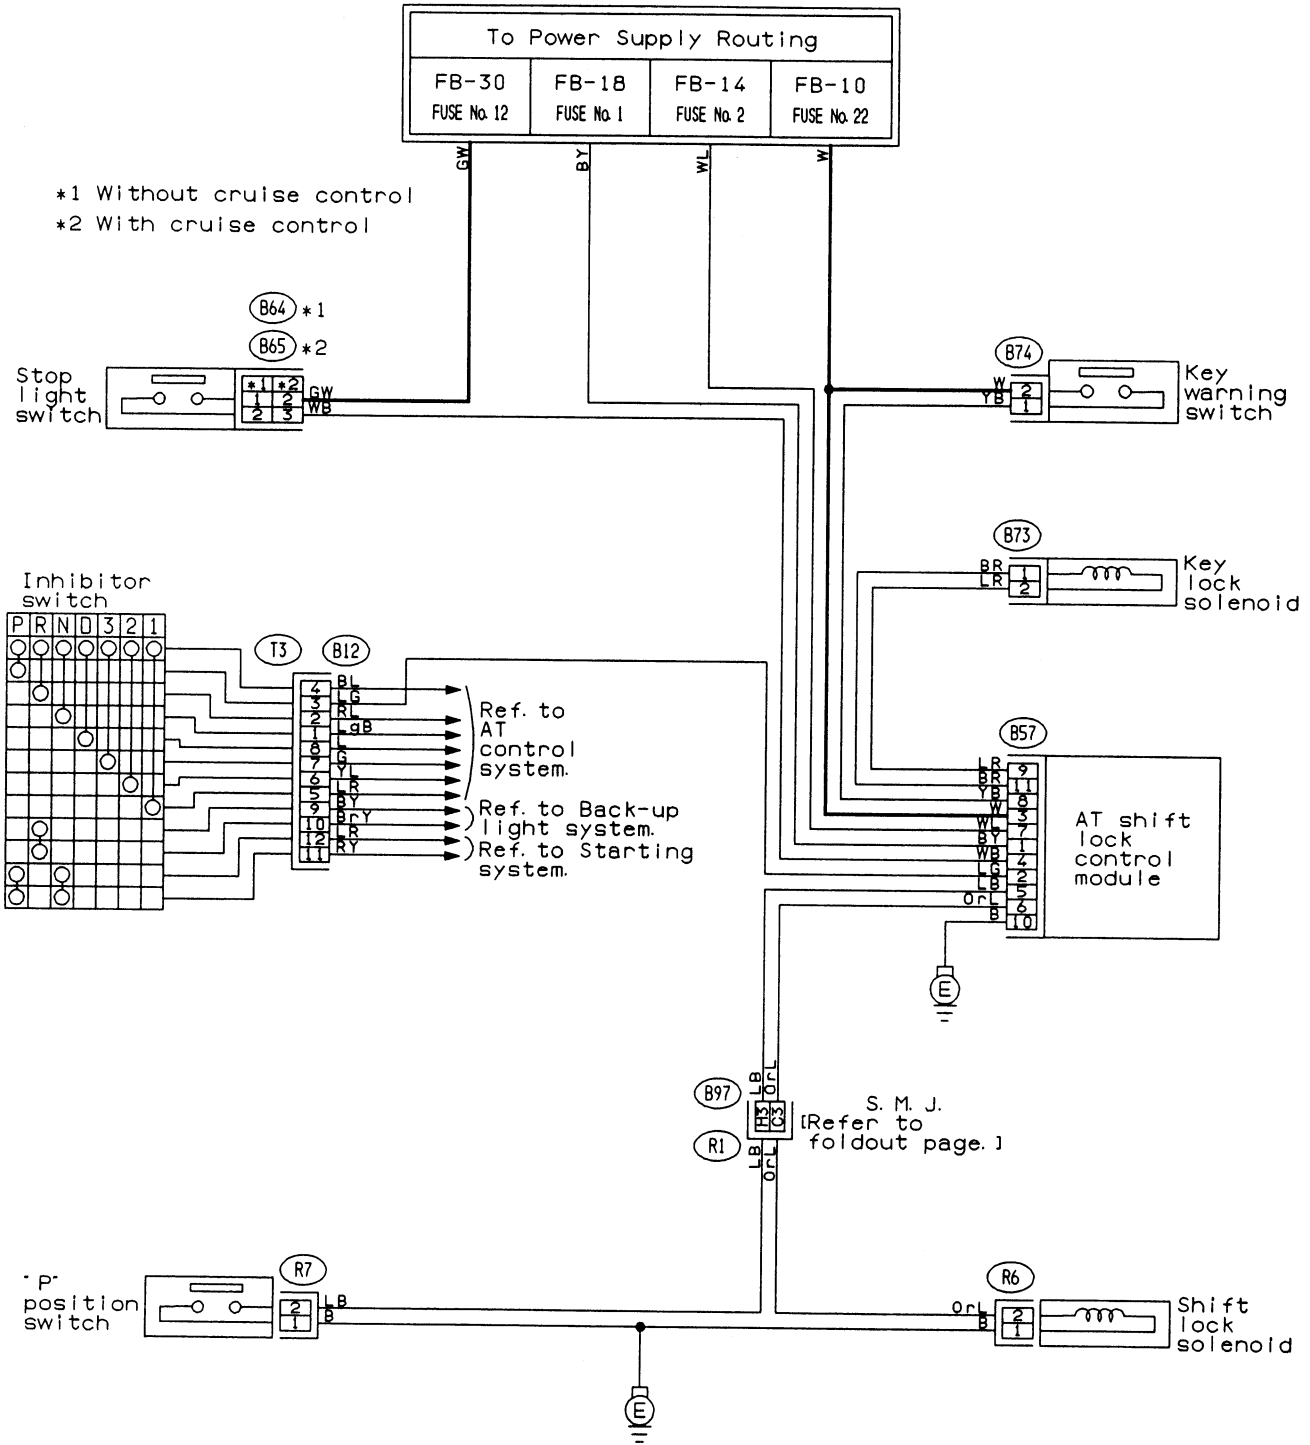 To Power Supply Routing
FB-30 FB-18 FB-14 FB-10
FUSE No. 12 FUSE No. 1 FUSE No. 2 FUSE No. 22
GW BY WL W
*1 Without cruise control
*2 With cruise control
B64 *1
B65 *2
Stop
light
switch
*1 *2
1 2
2 3
GW
WB
B74
W
YB
2
1
Key
warning
switch
B73
BR
LR
1
2
Key
lock
solenoid
Inhibitor
switch
P R N D 3 2 1
T3 B12
4 BL
3 LG
2 RL
1 LgB
8 L
7 G
6 YL
5 LR
9 BY
10 BrY
12 LR
11 RY
Ref. to
AT
control
system.
Ref. to Back-up
light system.
Ref. to Starting
system.
B57
LR 9
BR 11
YB 8
W 3
WL 7
BY 1
WB 4
LG 2
LB 5
OrL 6
B 10
AT shift
lock
control
module
E
LB OrL
B97
H3 C3
R1
LB OrL
S. M. J.
[Refer to
foldout page. ]
"P"
position
switch
R7
2 LB
1 B
R6
OrL 2
B 1
Shift
lock
solenoid
E